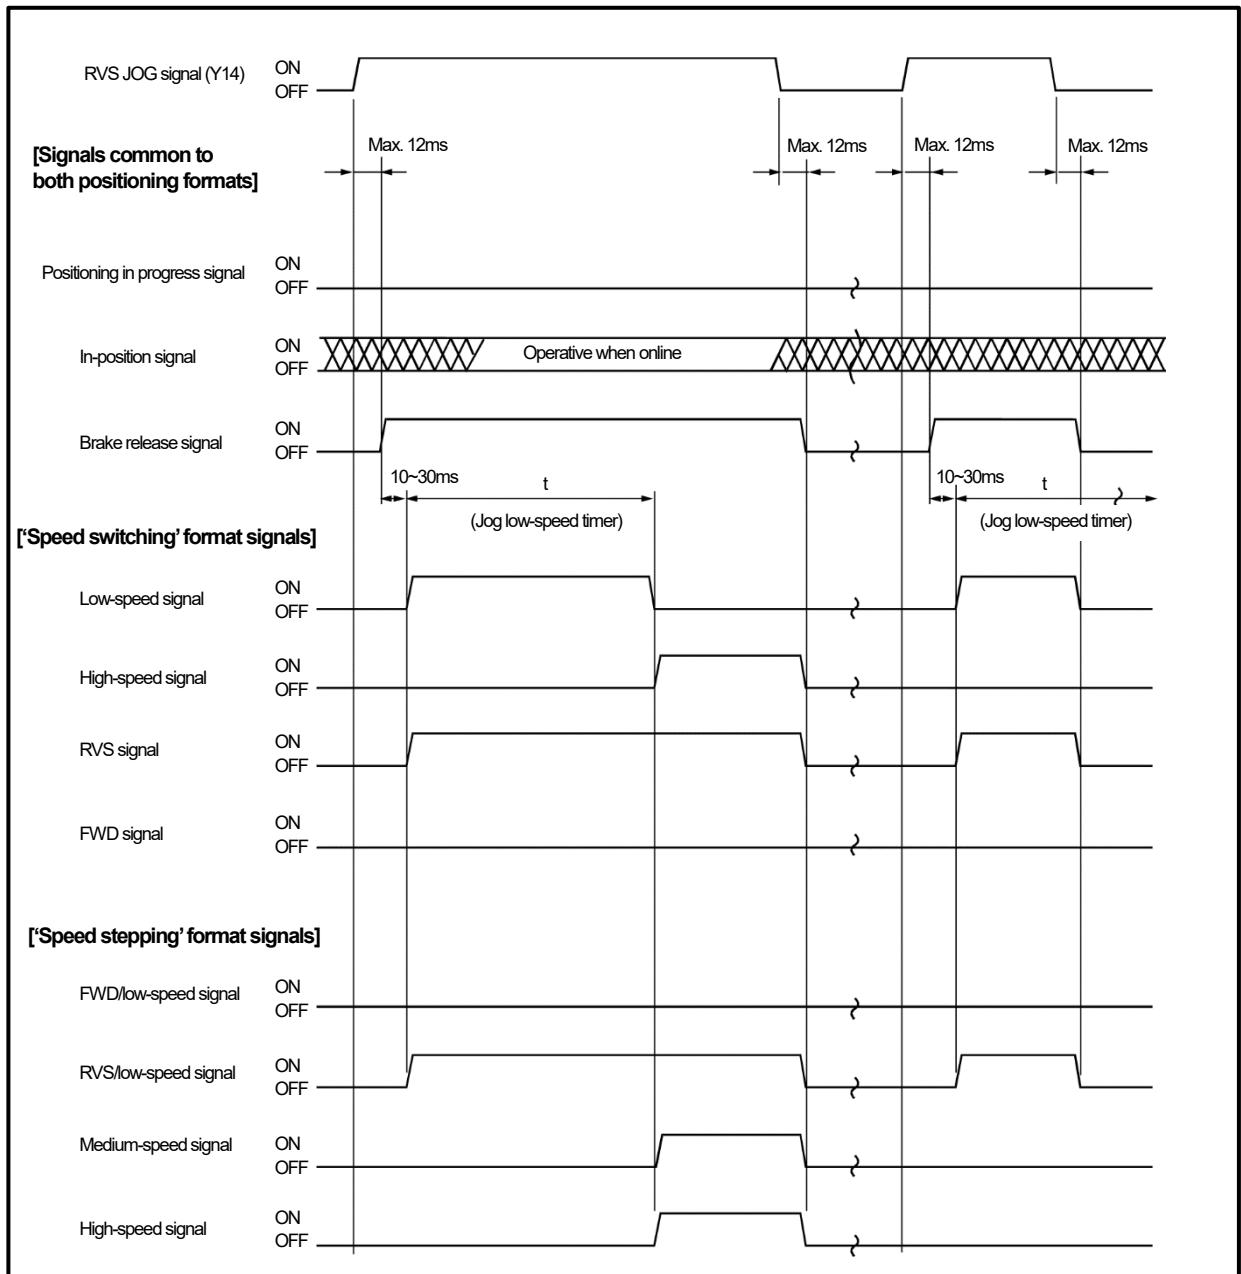 RVS JOG signal (Y14)
ON
OFF
[Signals common to
both positioning formats]
Max. 12ms
Max. 12ms
Max. 12ms
Max. 12ms
Positioning in progress signal
ON
OFF
In-position signal
ON
OFF
Operative when online
Brake release signal
ON
OFF
10~30ms
t
(Jog low-speed timer)
10~30ms
t
(Jog low-speed timer)
[‘Speed switching’ format signals]
Low-speed signal
ON
OFF
High-speed signal
ON
OFF
RVS signal
ON
OFF
FWD signal
ON
OFF
[‘Speed stepping’ format signals]
FWD/low-speed signal
ON
OFF
RVS/low-speed signal
ON
OFF
Medium-speed signal
ON
OFF
High-speed signal
ON
OFF